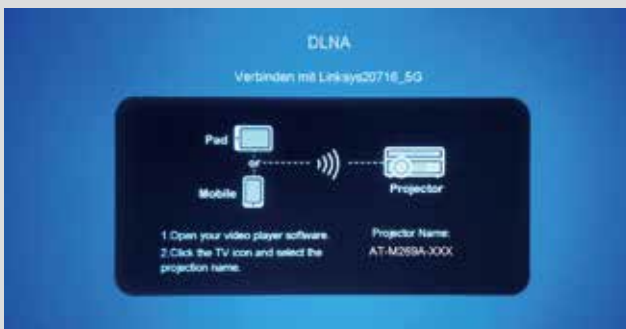 DLNA
Verbinden mit Linksys20716_5G
Pad
or
Mobile
Projector
1.Open your video player software.
2.Click the TV icon and select the
projection name.
Projector Name:
AT-M269A-XXX